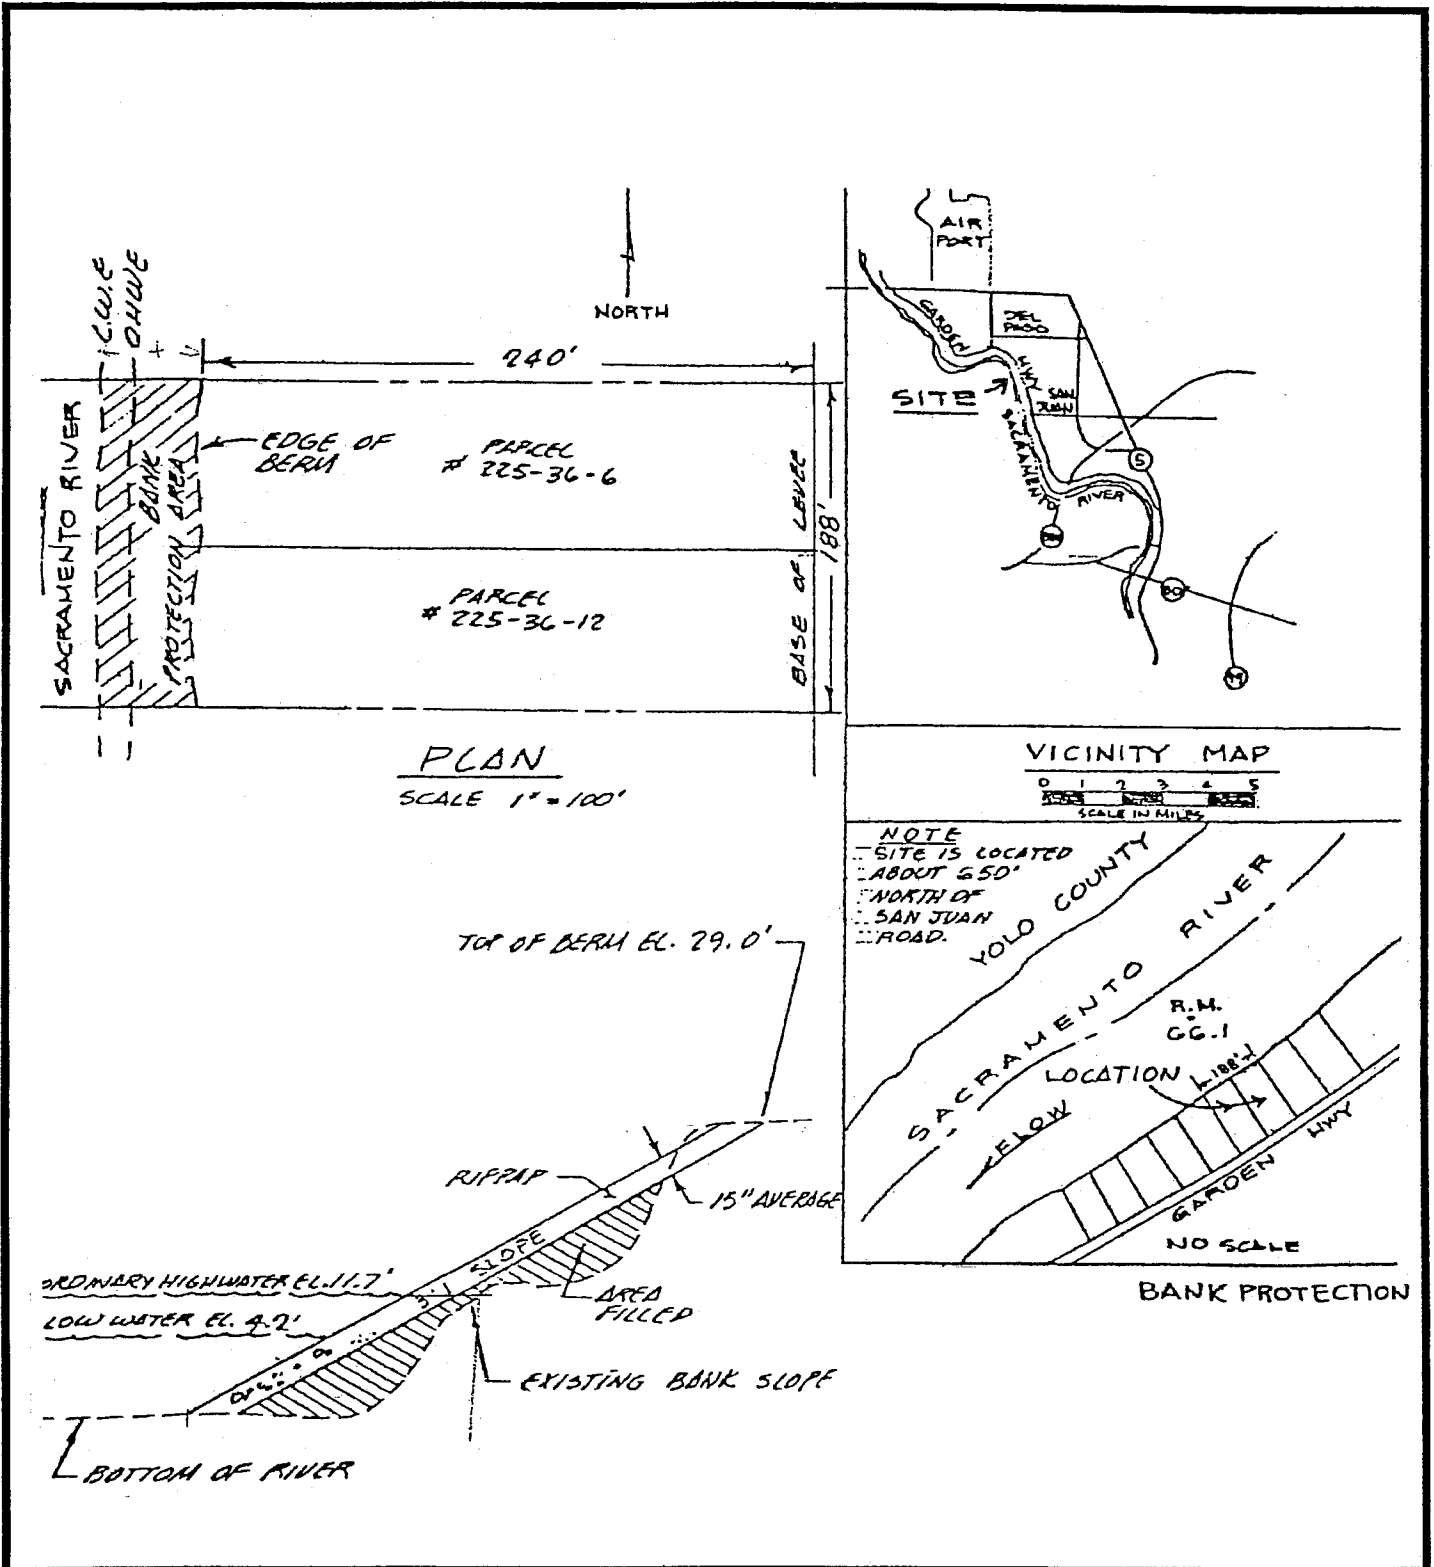 L.W.E
OHWE
NORTH
240'
SACRAMENTO RIVER
BANK
PROTECTION AREA
EDGE OF
BERM
PARCEL
# 225-36-6
PARCEL
# 225-36-12
BASE OF LEVEE
188'
PLAN
SCALE 1" = 100'
AIR
PORT
GARDEN
HWY
DEL
PASO
SITE
SAN
JUAN
SACRAMENTO
RIVER
5
80
99
VICINITY MAP
0 1 2 3 4 5
SCALE IN MILES
NOTE
SITE IS LOCATED
ABOUT 650'
NORTH OF
SAN JUAN
ROAD.
YOLO COUNTY
SACRAMENTO RIVER
R.M.
66.1
188'
LOCATION
FLOW
GARDEN HWY
NO SCALE
BANK PROTECTION
TOP OF BERM EL. 29.0'
RIPRAP
15" AVERAGE
3:1 SLOPE
ORDINARY HIGHWATER EL. 11.7'
LOW WATER EL. 4.2'
AREA
FILLED
EXISTING BANK SLOPE
BOTTOM OF RIVER